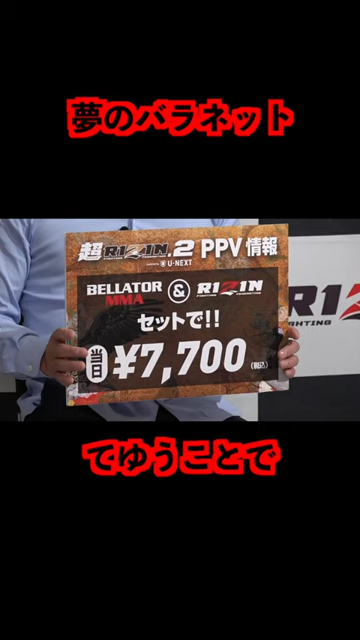 夢のバラネット
超RIZIN.2 PPV情報
U-NEXT
BELLATOR MMA & RIZIN
FIGHTING FEDERATION
セットで!!
当日 ¥7,700 (税込)
RIZ
FIGHTING
てゆうことで